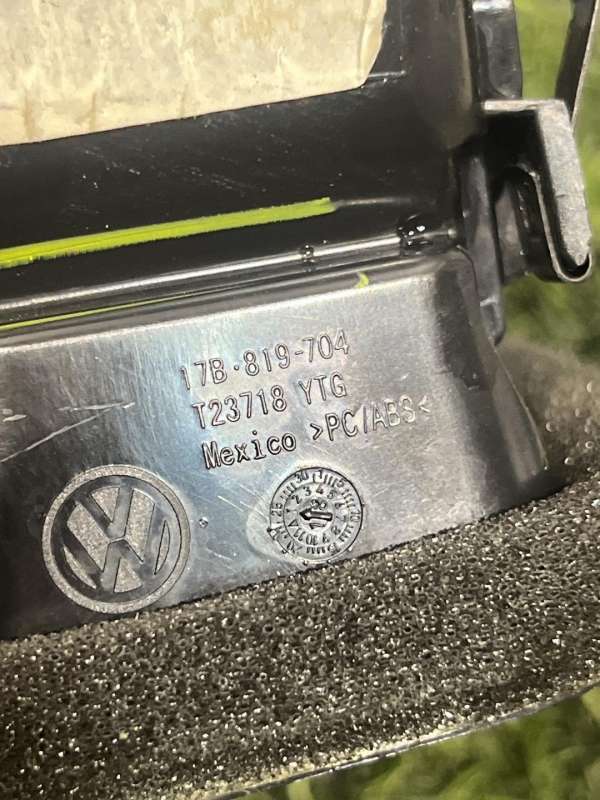 17B·819-704
T23718 YTG
Mexico >PC/ABS<